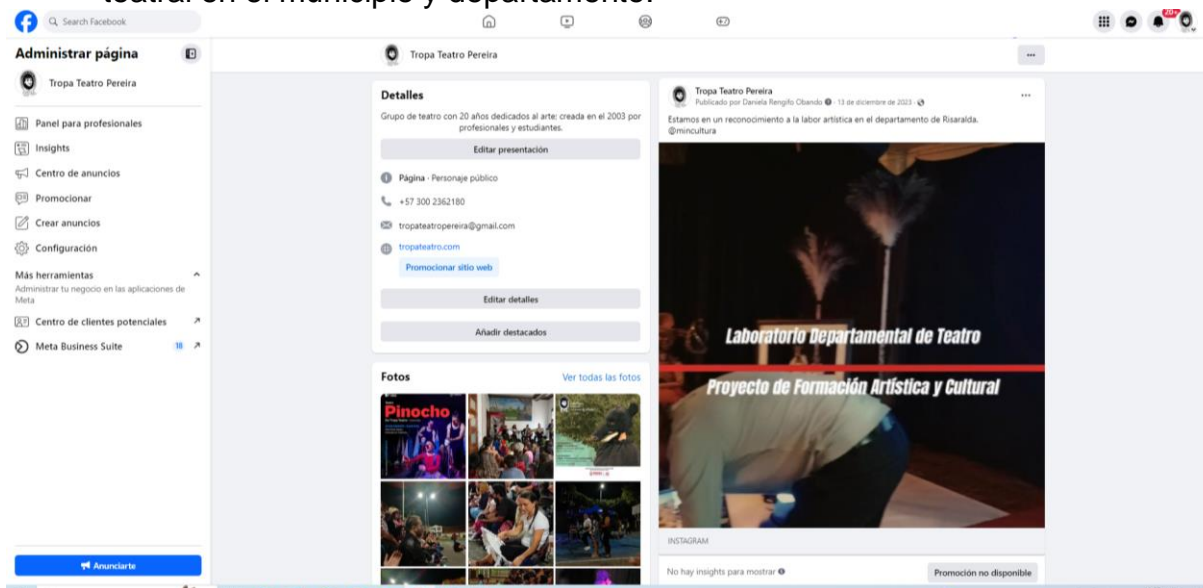 teatral en el municipio y departamento.
Search Facebook
20+
Administrar página
Tropa Teatro Pereira
Panel para profesionales
Insights
Centro de anuncios
Promocionar
Crear anuncios
Configuración
Más herramientas
Administrar tu negocio en las aplicaciones de
Meta
Centro de clientes potenciales
Meta Business Suite 18
Anunciarte
Tropa Teatro Pereira
Detalles
Grupo de teatro con 20 años dedicados al arte; creada en el 2003 por
profesionales y estudiantes.
Editar presentación
Página · Personaje público
+57 300 2362180
tropateatropereira@gmail.com
tropateatro.com
Promocionar sitio web
Editar detalles
Añadir destacados
Fotos
Ver todas las fotos
Pinocho
Tropa Teatro Pereira
Publicado por Daniela Rengifo Obando · 13 de diciembre de 2023 ·
Estamos en un reconocimiento a la labor artística en el departamento de Risaralda.
@mincultura
Laboratorio Departamental de Teatro
Proyecto de Formación Artística y Cultural
INSTAGRAM
No hay insights para mostrar
Promoción no disponible